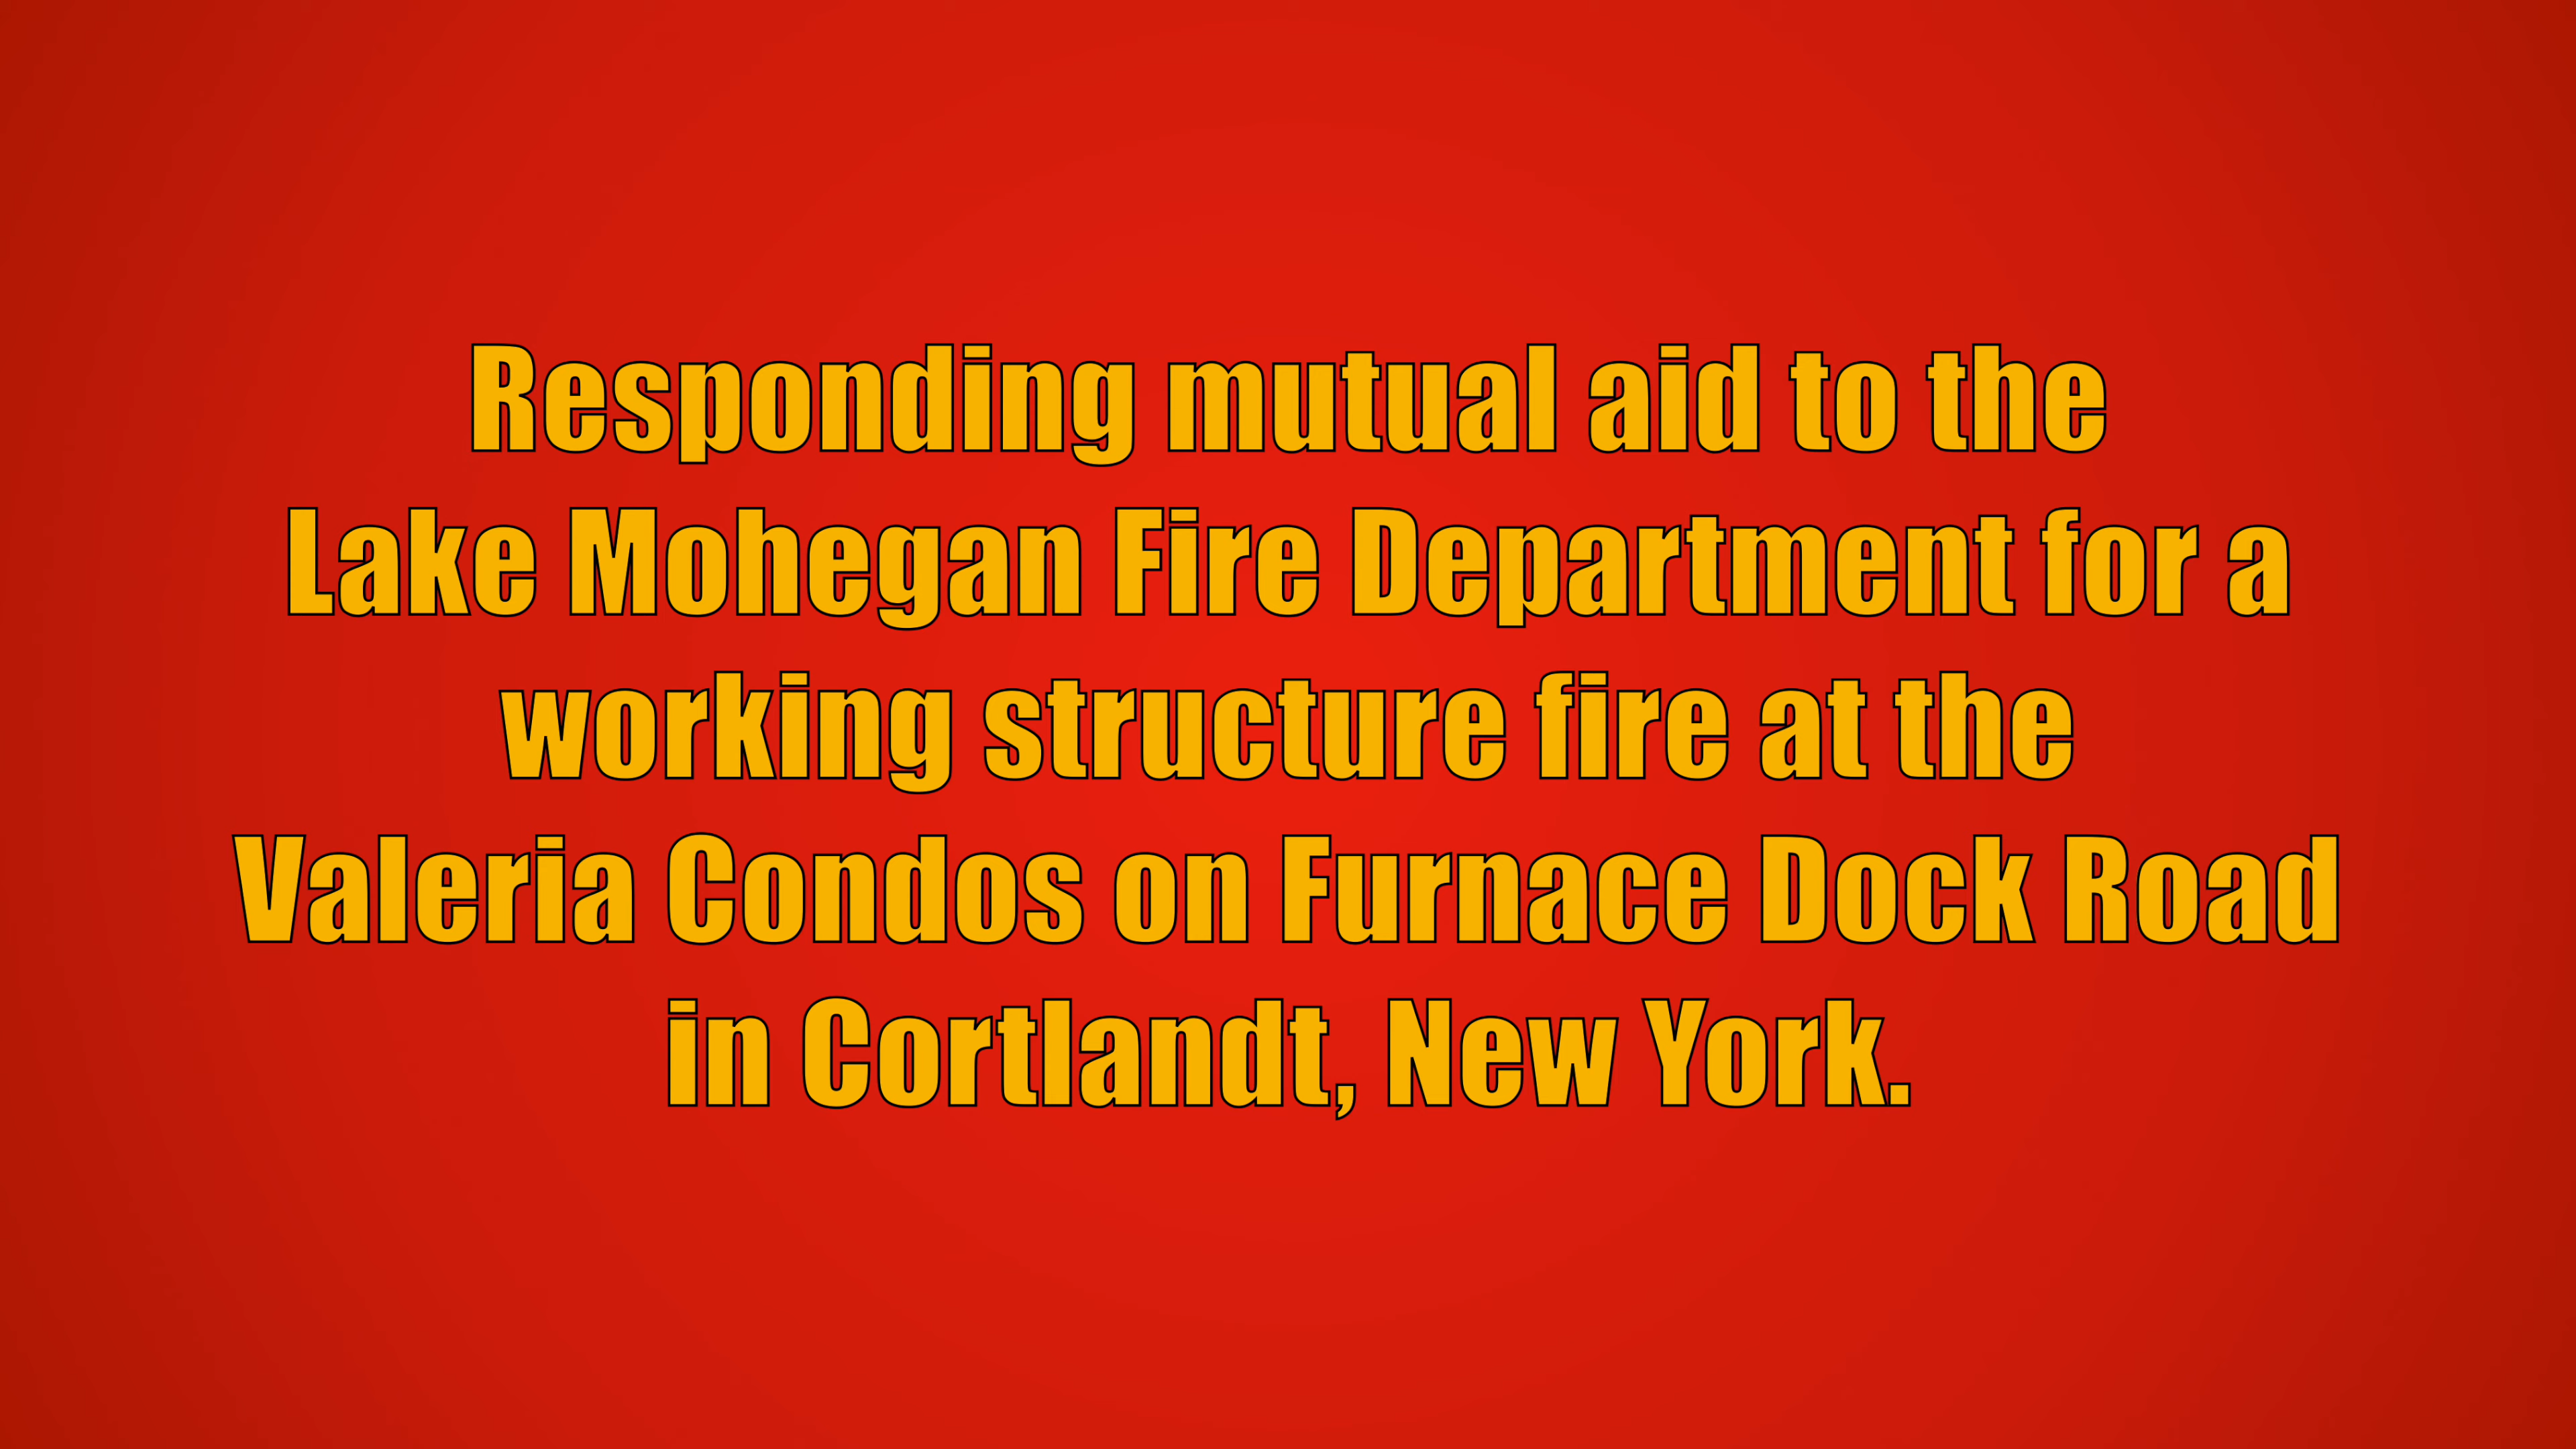 Responding mutual aid to the
Lake Mohegan Fire Department for a
working structure fire at the
Valeria Condos on Furnace Dock Road
in Cortlandt, New York.